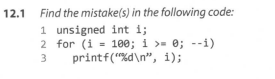 12.1 Find the mistake(s) in the following code:
1 unsigned int i;
2 for (i = 100; i >= 0; --i)
3 printf("%d\n", i);